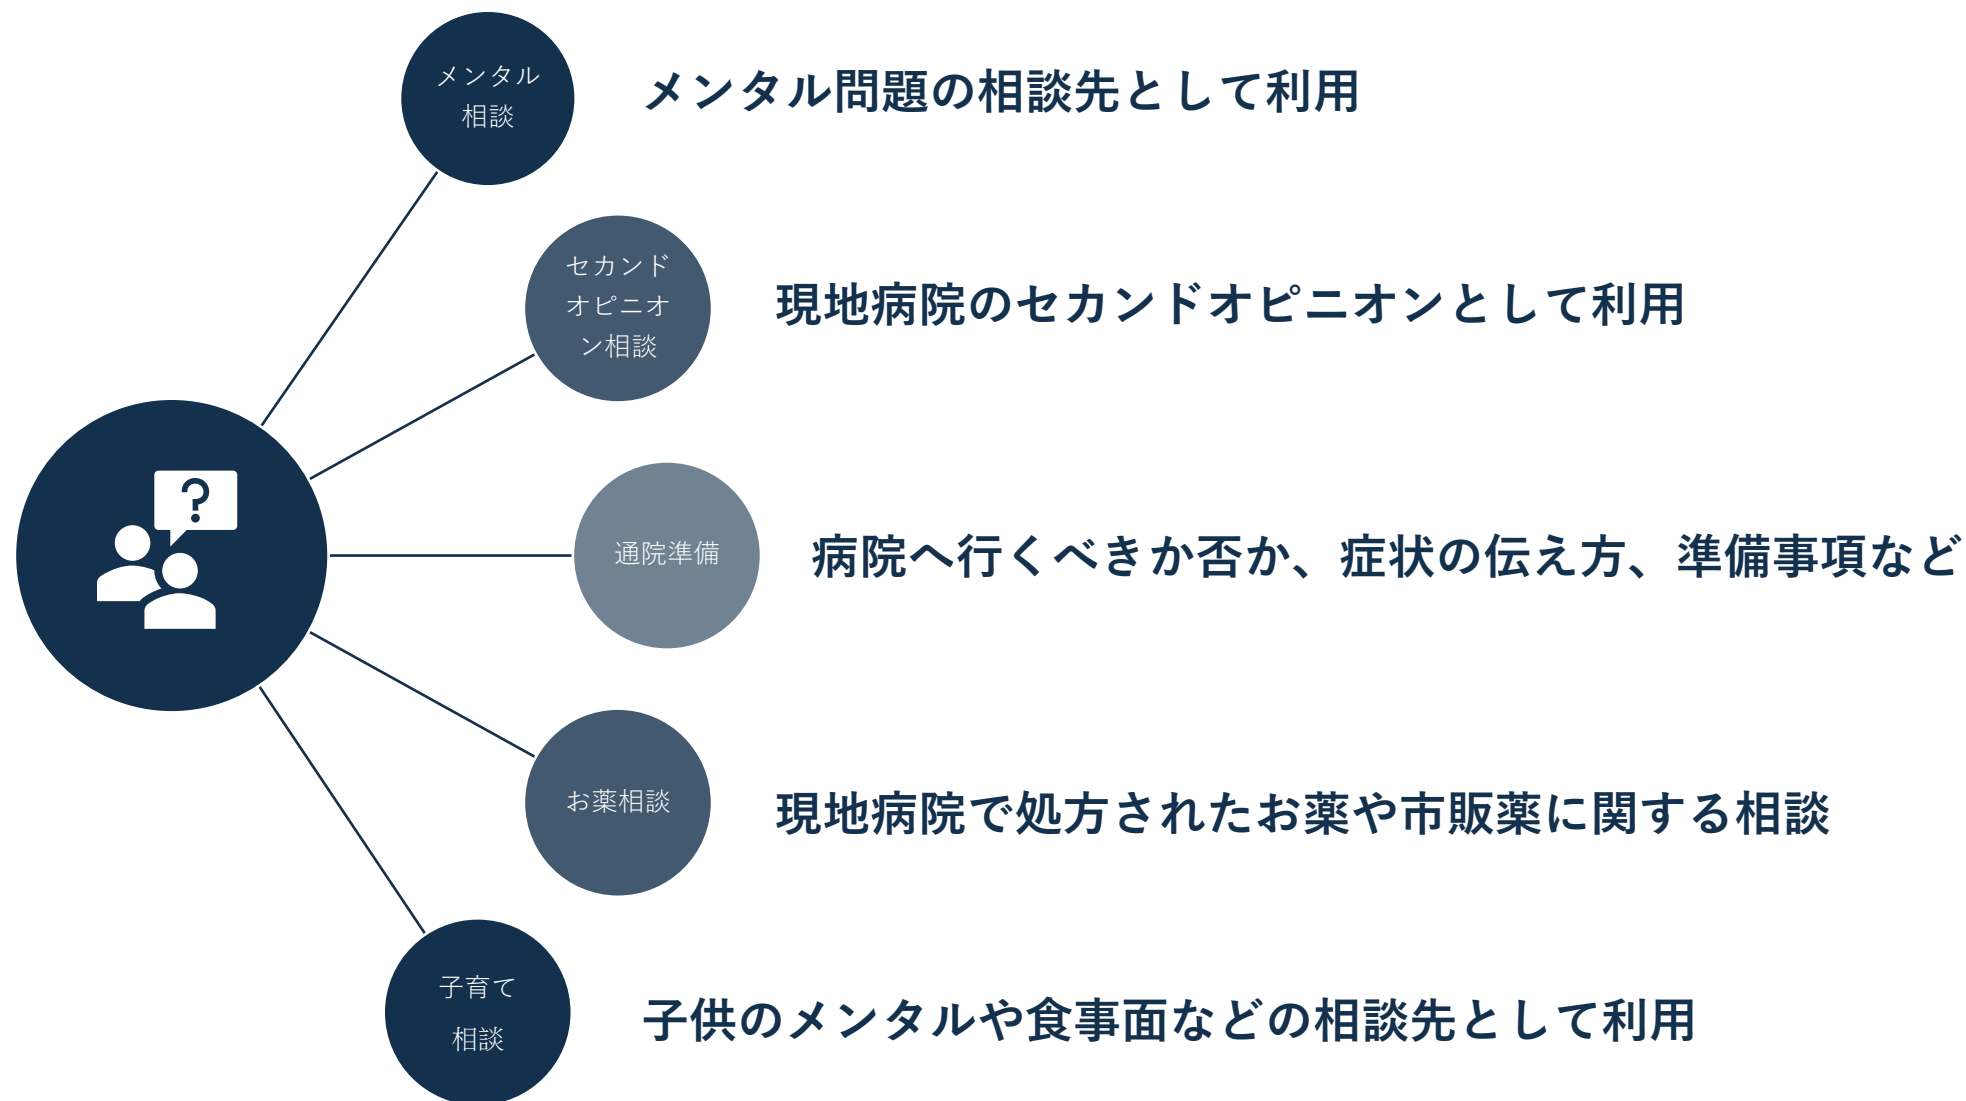 メンタル
相談
メンタル問題の相談先として利用
セカンド
オピニオ
ン相談
現地病院のセカンドオピニオンとして利用
?
通院準備
病院へ行くべきか否か、症状の伝え方、準備事項など
お薬相談
現地病院で処方されたお薬や市販薬に関する相談
子育て
相談
子供のメンタルや食事面などの相談先として利用